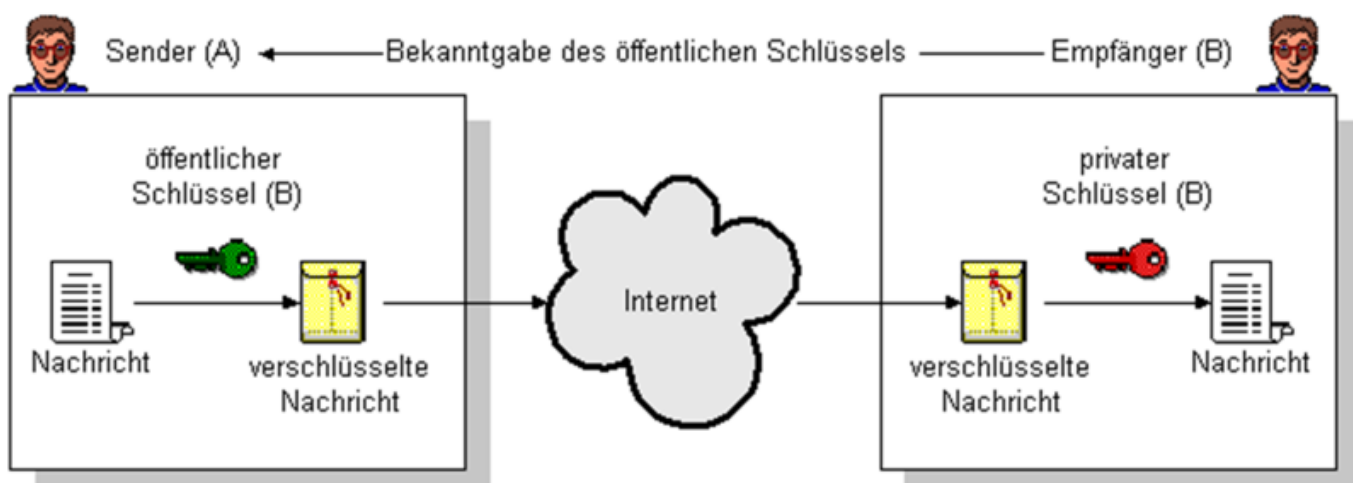 Sender (A)
Bekanntgabe des öffentlichen Schlüssels
Empfänger (B)
öffentlicher
Schlüssel (B)
Nachricht
verschlüsselte
Nachricht
Internet
privater
Schlüssel (B)
verschlüsselte
Nachricht
Nachricht